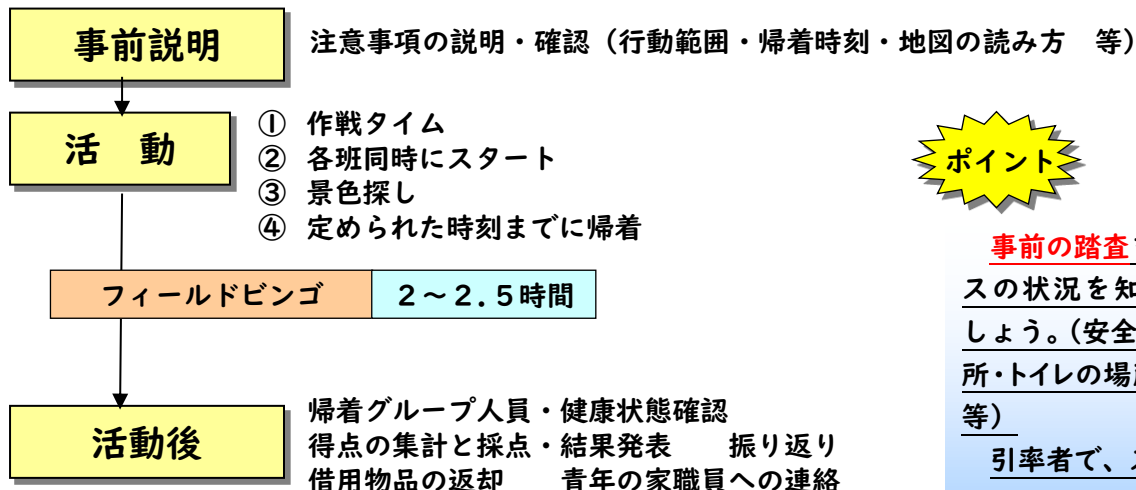 事前説明
注意事項の説明・確認（行動範囲・帰着時刻・地図の読み方　等）
活　動
① 作戦タイム
② 各班同時にスタート
③ 景色探し
④ 定められた時刻までに帰着
フィールドビンゴ　２～２.５時間
活動後
帰着グループ人員・健康状態確認
得点の集計と採点・結果発表　　振り返り
借用物品の返却　　青年の家職員への連絡
ポイント
事前の踏査
スの状況を知
しょう。（安全
所・トイレの場
等）
引率者で、